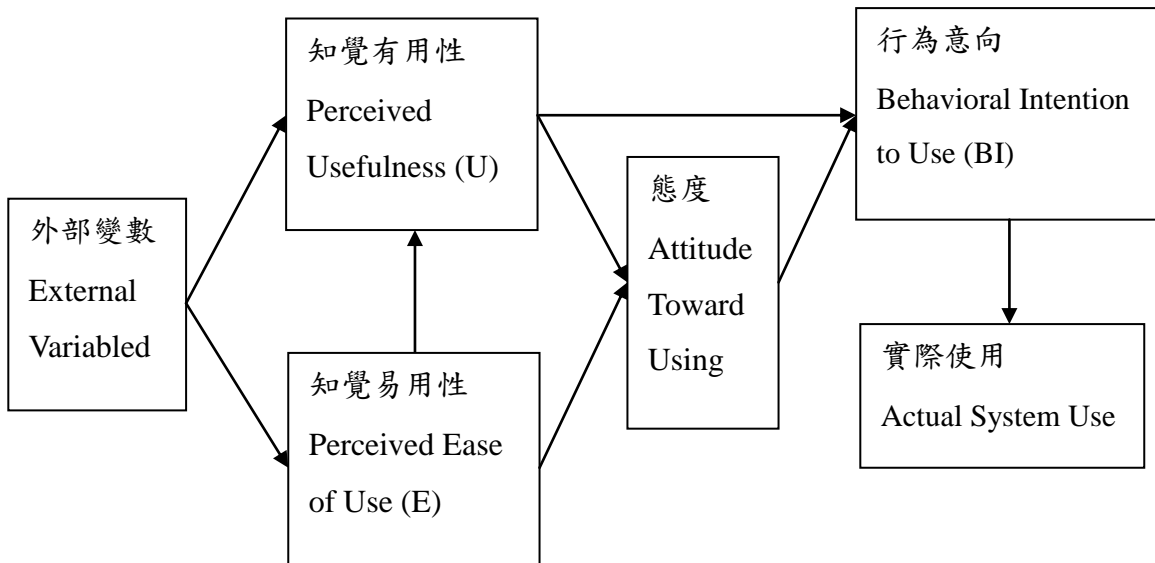 外部變數
External
Variabled
知覺有用性
Perceived
Usefulness (U)
知覺易用性
Perceived Ease
of Use (E)
態度
Attitude
Toward
Using
行為意向
Behavioral Intention
to Use (BI)
實際使用
Actual System Use